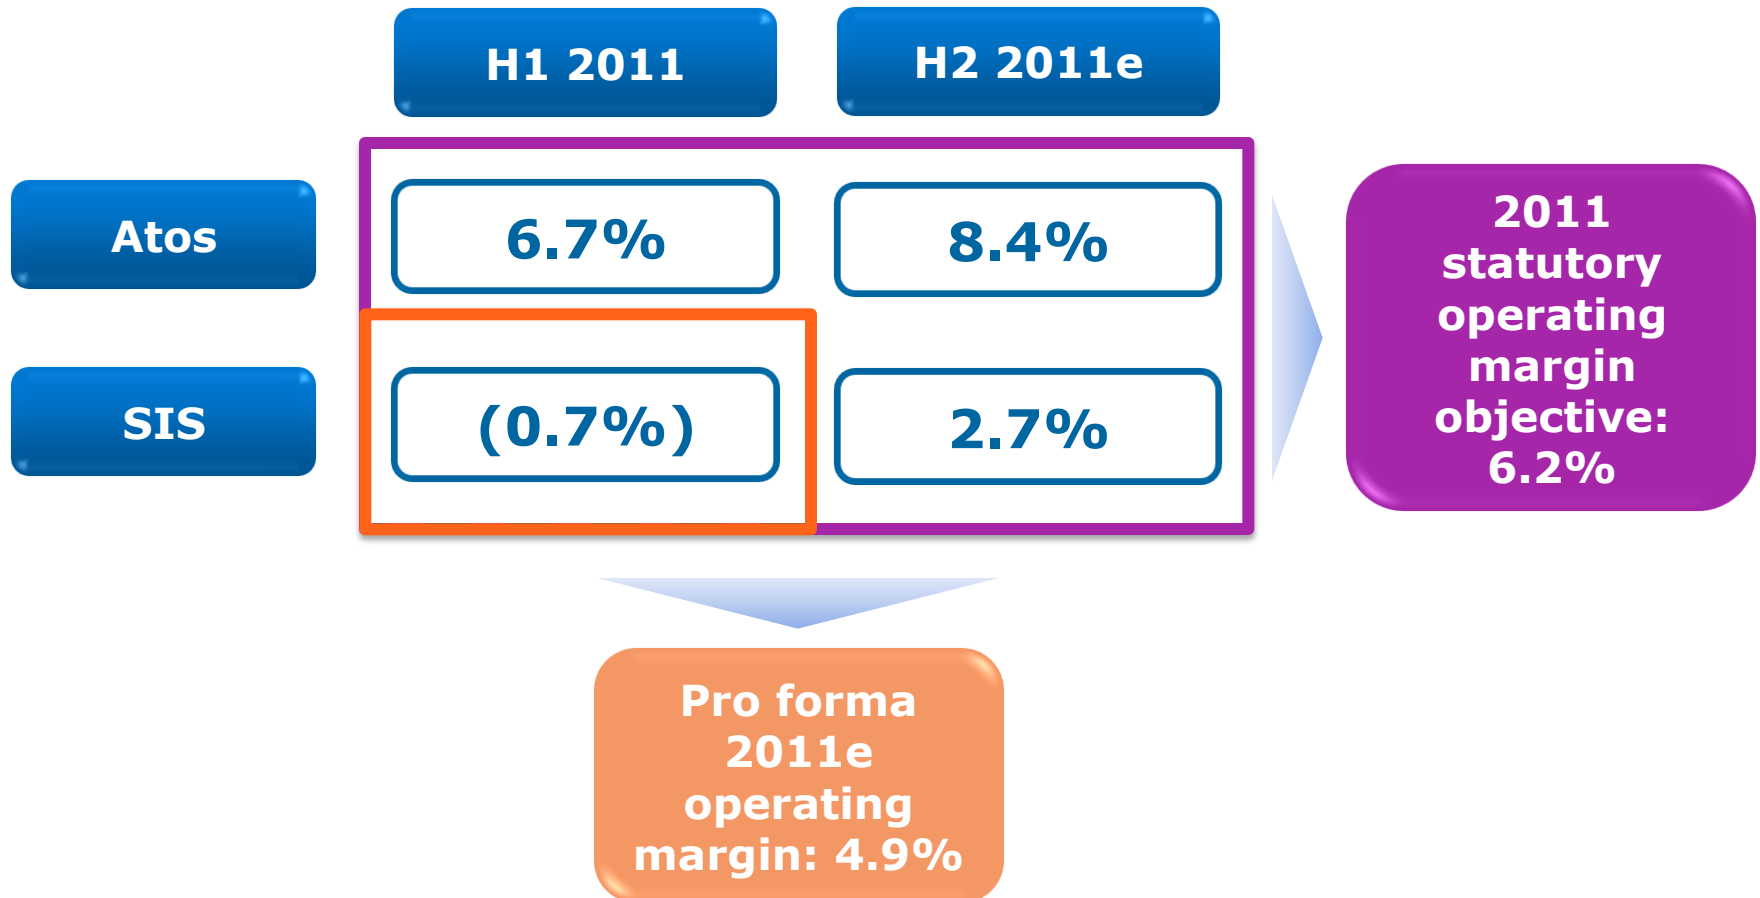 H1 2011
H2 2011e
Atos
6.7%
8.4%
SIS
(0.7%)
2.7%
2011
statutory
operating
margin
objective:
6.2%
Pro forma
2011e
operating
margin: 4.9%